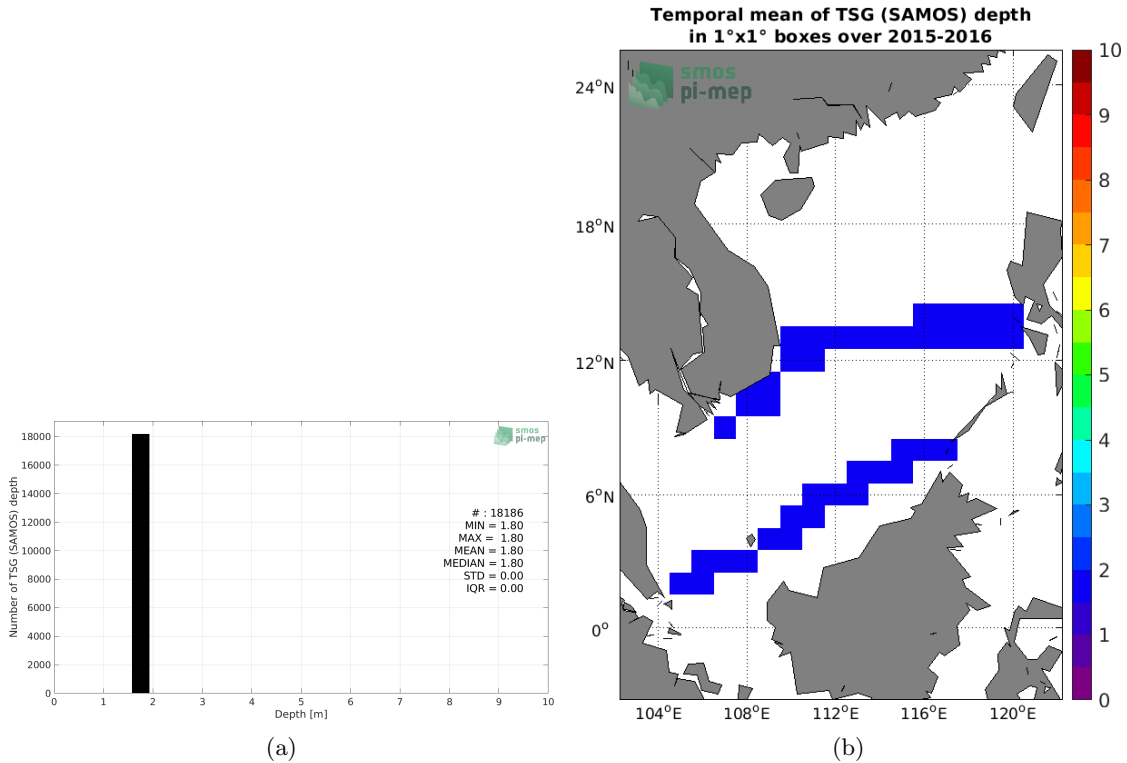 Temporal mean of TSG (SAMOS) depth
in 1°x1° boxes over 2015-2016
smos
pi-mep
24°N
18°N
12°N
6°N
0°
104°E
108°E
112°E
116°E
120°E
10
9
8
7
6
5
4
3
2
1
0
smos
pi-mep
Number of TSG (SAMOS) depth
18000
16000
14000
12000
10000
8000
6000
4000
2000
0
# : 18186
MIN = 1.80
MAX = 1.80
MEAN = 1.80
MEDIAN = 1.80
STD = 0.00
IQR = 0.00
0 1 2 3 4 5 6 7 8 9 10
Depth [m]
(a)
(b)